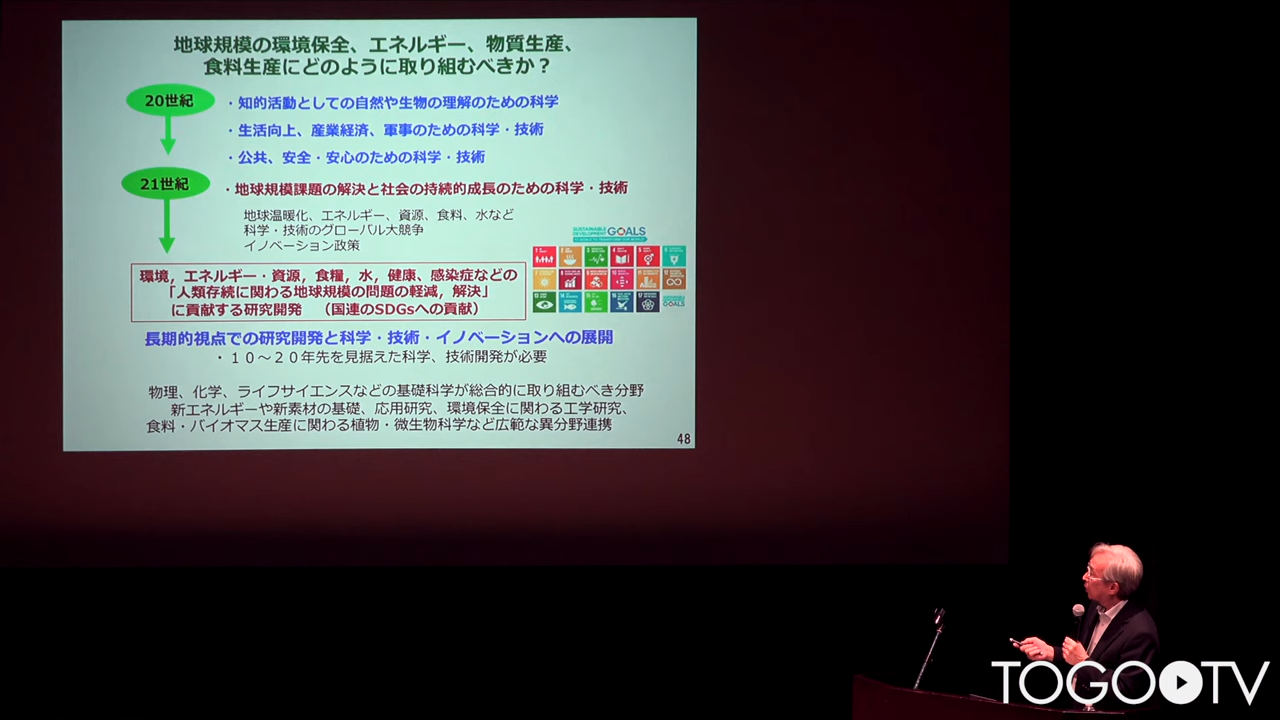 地球規模の環境保全、エネルギー、物質生産、
食料生産にどのように取り組むべきか？
20世紀
・知的活動としての自然や生物の理解のための科学
・生活向上、産業経済、軍事のための科学・技術
・公共、安全・安心のための科学・技術
21世紀
・地球規模課題の解決と社会の持続的成長のための科学・技術
地球温暖化、エネルギー、資源、食料、水など
科学・技術のグローバル大競争
イノベーション政策
SUSTAINABLE DEVELOPMENT GOALS
環境，エネルギー・資源，食糧，水，健康、感染症などの
「人類存続に関わる地球規模の問題の軽減，解決」
に貢献する研究開発　（国連のSDGsへの貢献）
長期的視点での研究開発と科学・技術・イノベーションへの展開
・１０～２０年先を見据えた科学、技術開発が必要
物理、化学、ライフサイエンスなどの基礎科学が総合的に取り組むべき分野
新エネルギーや新素材の基礎、応用研究、環境保全に関わる工学研究、
食料・バイオマス生産に関わる植物・微生物科学など広範な異分野連携
48
TOGOTV